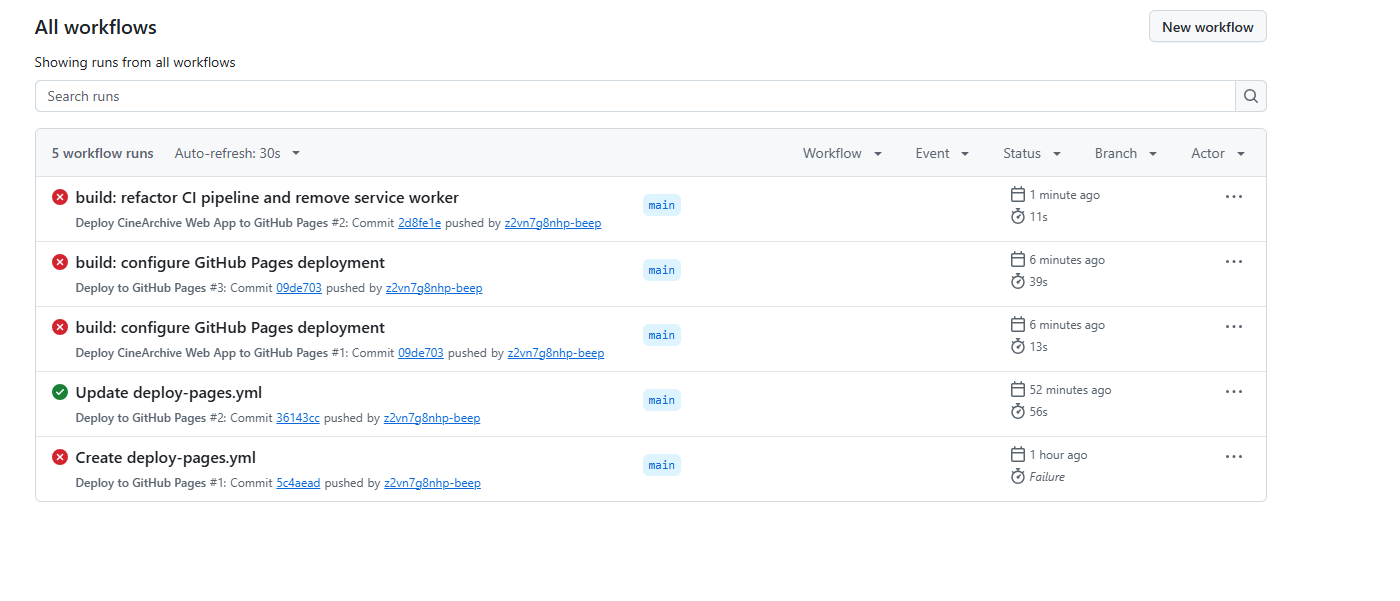 All workflows
New workflow
Showing runs from all workflows
Search runs
5 workflow runs Auto-refresh: 30s Workflow Event Status Branch Actor
build: refactor CI pipeline and remove service worker
main
1 minute ago
Deploy CineArchive Web App to GitHub Pages #2: Commit 2d8fe1e pushed by z2vn7g8nhp-beep
11s
build: configure GitHub Pages deployment
main
6 minutes ago
Deploy to GitHub Pages #3: Commit 09de703 pushed by z2vn7g8nhp-beep
39s
build: configure GitHub Pages deployment
main
6 minutes ago
Deploy CineArchive Web App to GitHub Pages #1: Commit 09de703 pushed by z2vn7g8nhp-beep
13s
Update deploy-pages.yml
main
52 minutes ago
Deploy to GitHub Pages #2: Commit 36143cc pushed by z2vn7g8nhp-beep
56s
Create deploy-pages.yml
main
1 hour ago
Deploy to GitHub Pages #1: Commit 5c4aead pushed by z2vn7g8nhp-beep
Failure